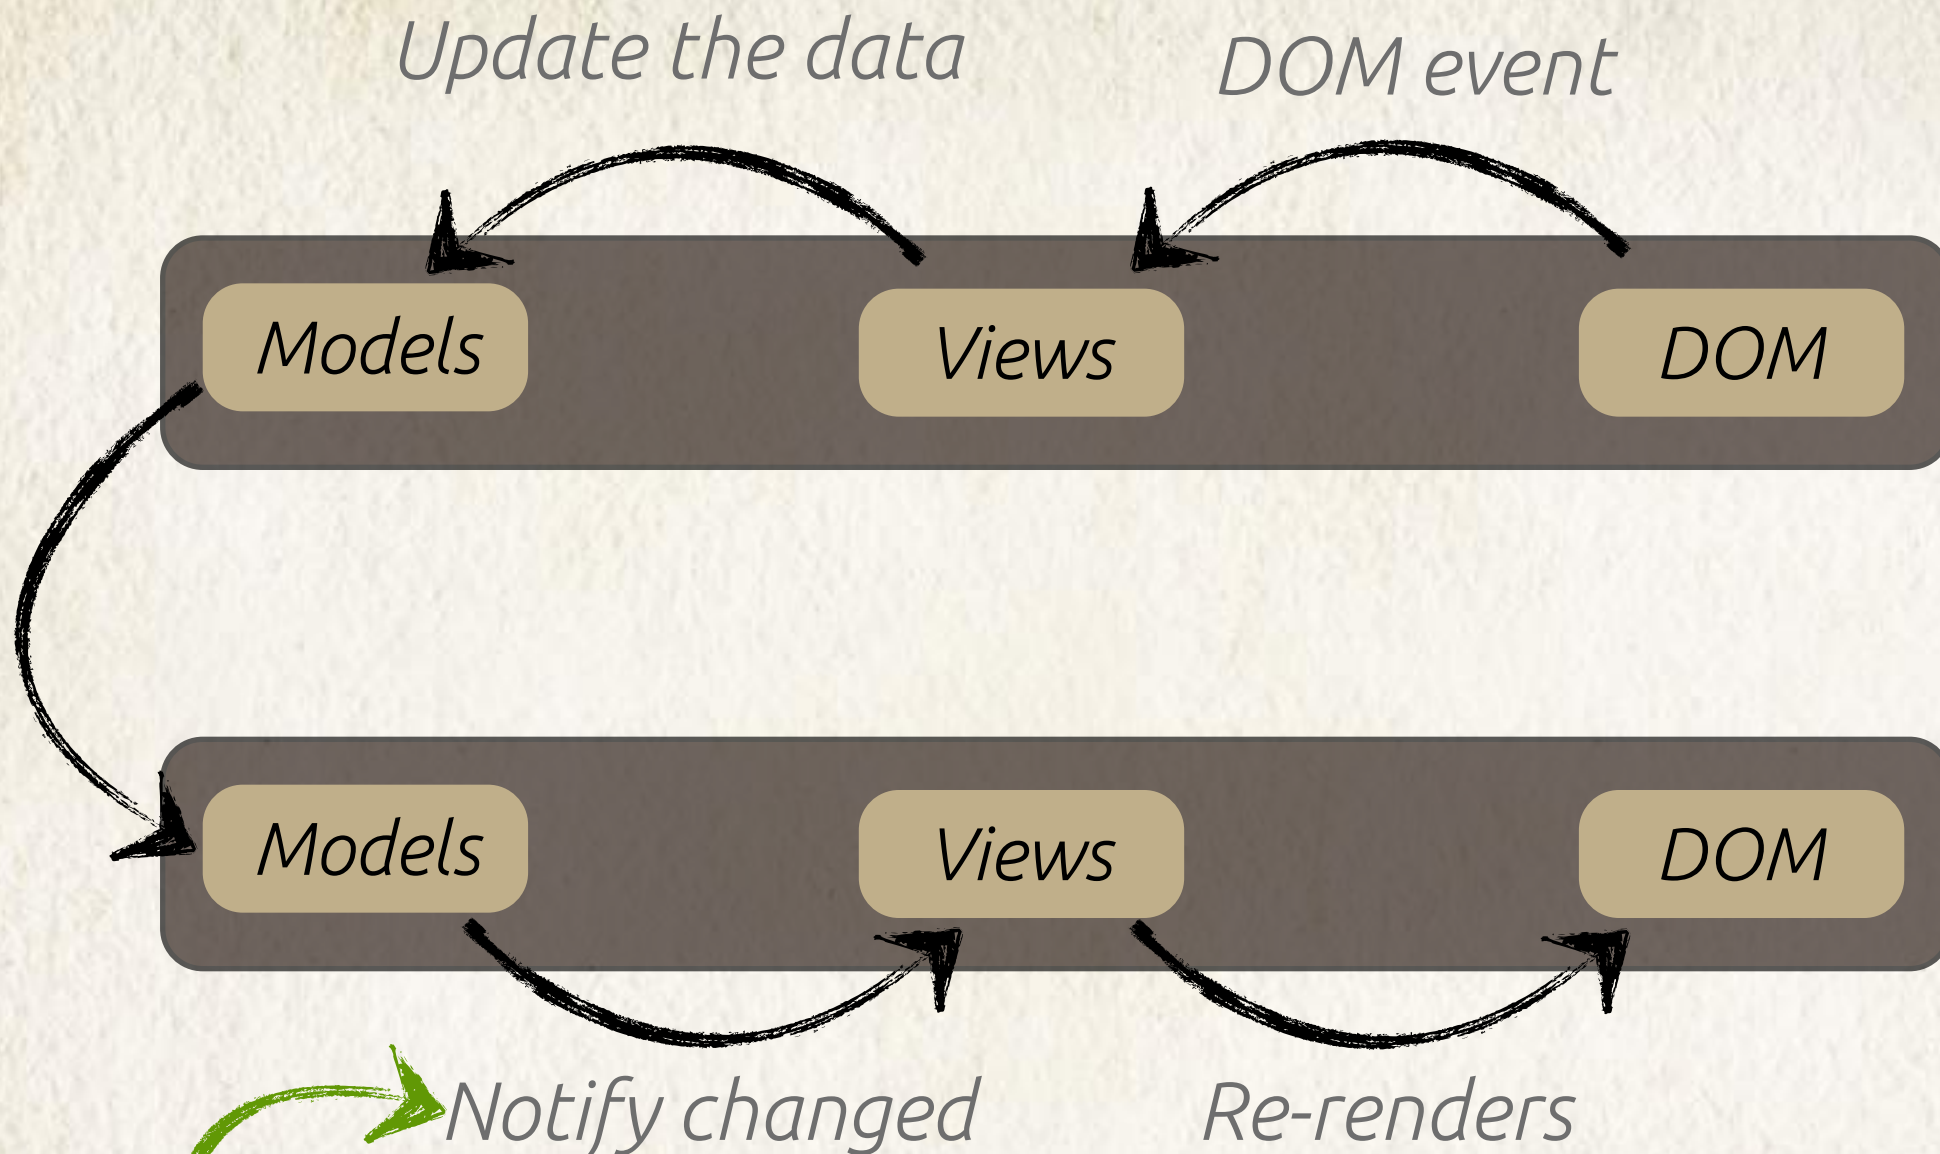 Update the data
DOM event
Models
Views
DOM
Models
Views
DOM
Notify changed
Re-renders